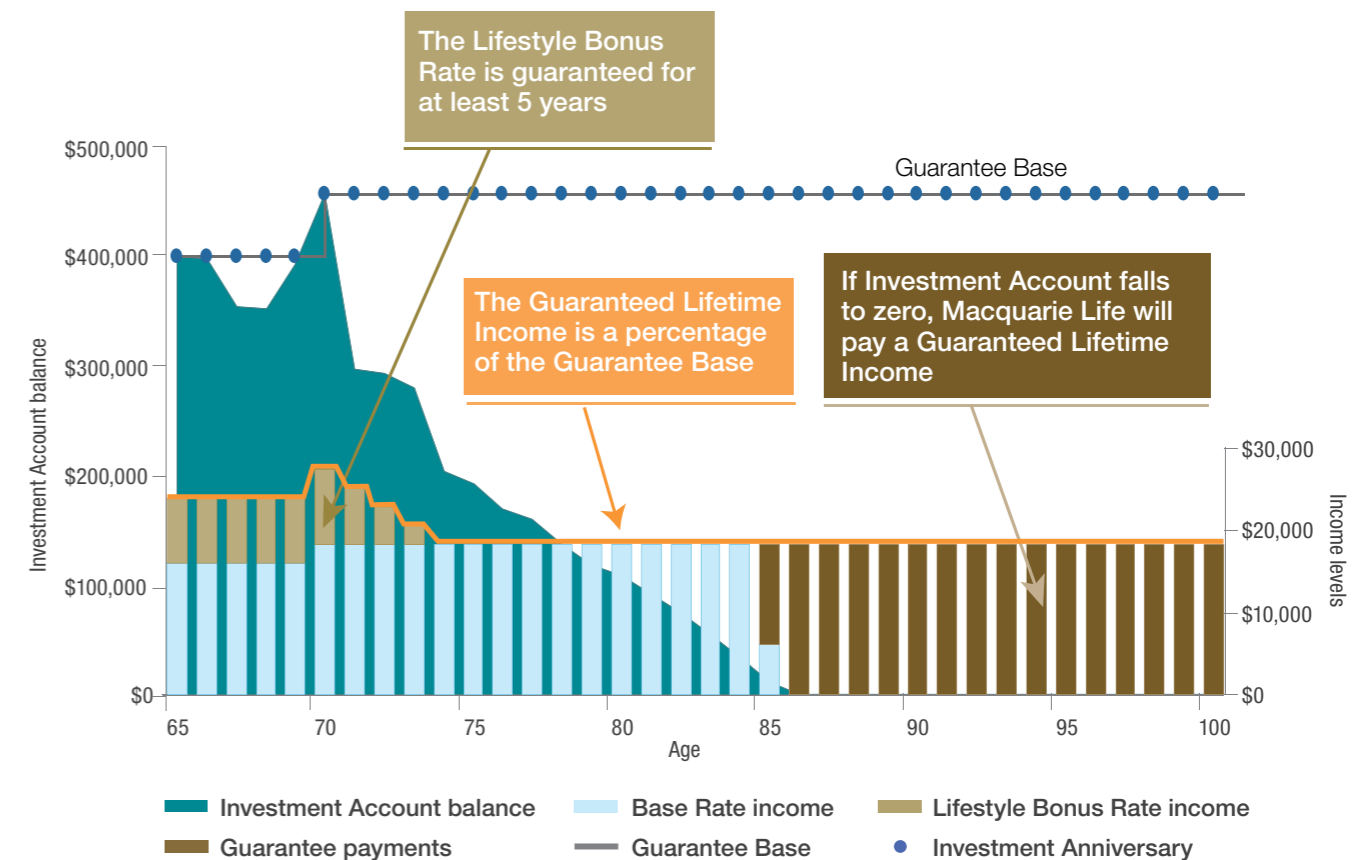 The Lifestyle Bonus
Rate is guaranteed for
at least 5 years
$500,000
$400,000
$300,000
$200,000
$100,000
$0
Investment Account balance
Guarantee Base
The Guaranteed Lifetime
Income is a percentage
of the Guarantee Base
If Investment Account falls
to zero, Macquarie Life will
pay a Guaranteed Lifetime
Income
$30,000
$20,000
$10,000
$0
Income levels
65 70 75 80 85 90 95 100
Age
Investment Account balance Base Rate income Lifestyle Bonus Rate income
Guarantee payments Guarantee Base Investment Anniversary